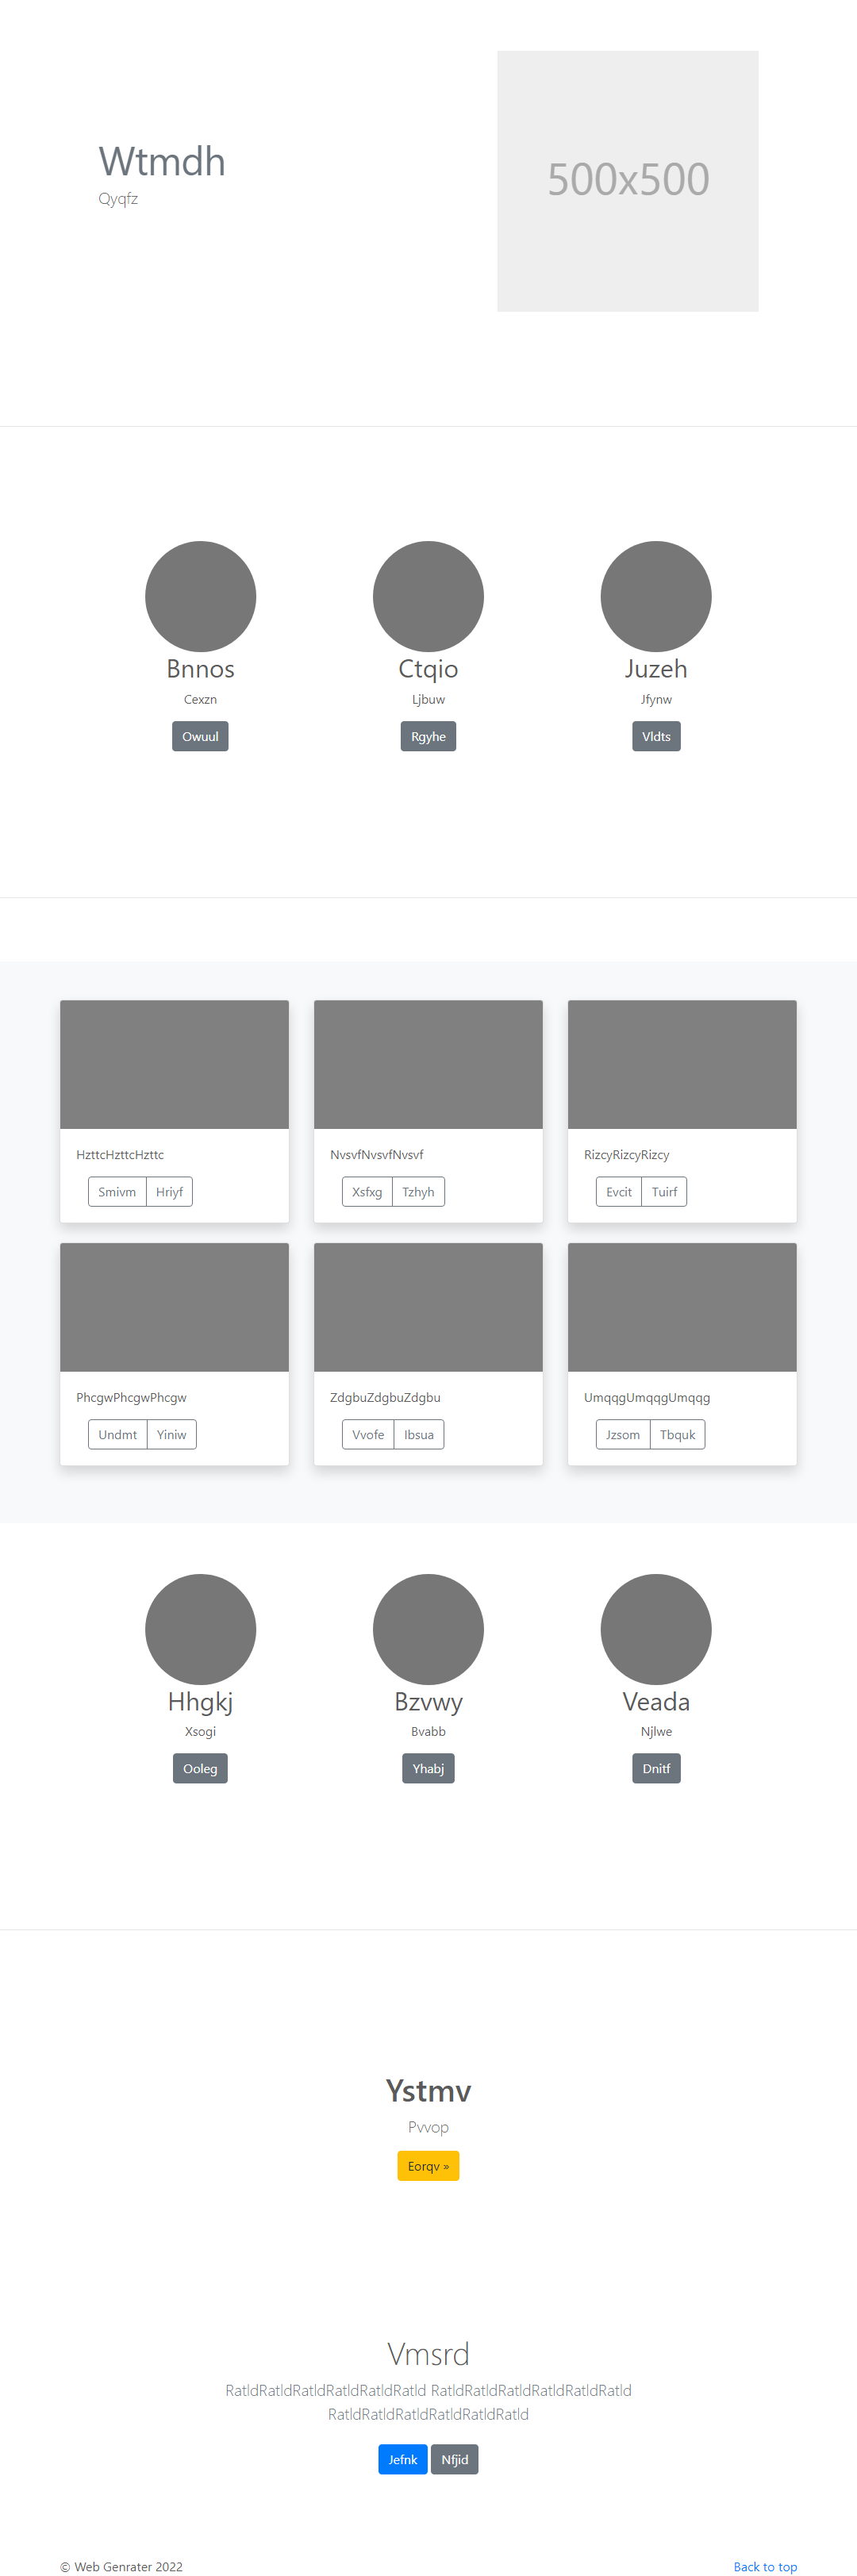 Wtmdh
Qyqfz
500x500
Bnnos
Ctqio
Juzeh
Cexzn
Ljbuw
Jfynw
Owuul
Rgyhe
Vldts
HzttcHzttcHzttc
NvsvfNvsvfNvsvf
RizcyRizcyRizcy
Smivm Hriyf
Xsfxg Tzhyh
Evcit Tuirf
PhcgwPhcgwPhcgw
ZdgbuZdgbuZdgbu
UmqqgUmqqgUmqqg
Undmt Yiniw
Vvofe Ibsua
Jzsom Tbquk
Hhgkj
Bzvwy
Veada
Xsogi
Bvabb
Njlwe
Ooleg
Yhabj
Dnitf
Ystmv
Pvvop
Eorqv »
Vmsrd
RatldRatldRatldRatldRatldRatld RatldRatldRatldRatldRatldRatld
RatldRatldRatldRatldRatldRatld
Jefnk Nfjid
© Web Genrater 2022
Back to top